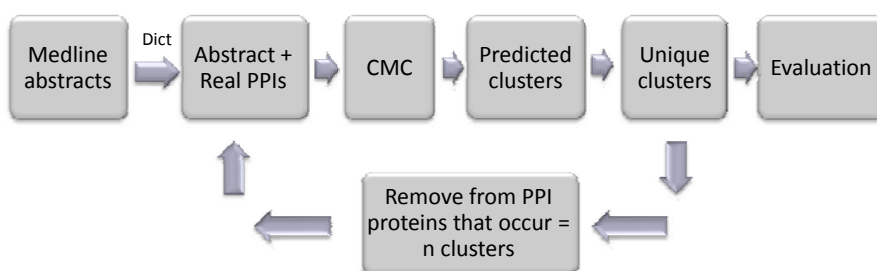 Dict
Medline
abstracts
Abstract +
Real PPIs
CMC
Predicted
clusters
Unique
clusters
Evaluation
Remove from PPI
proteins that occur =
n clusters